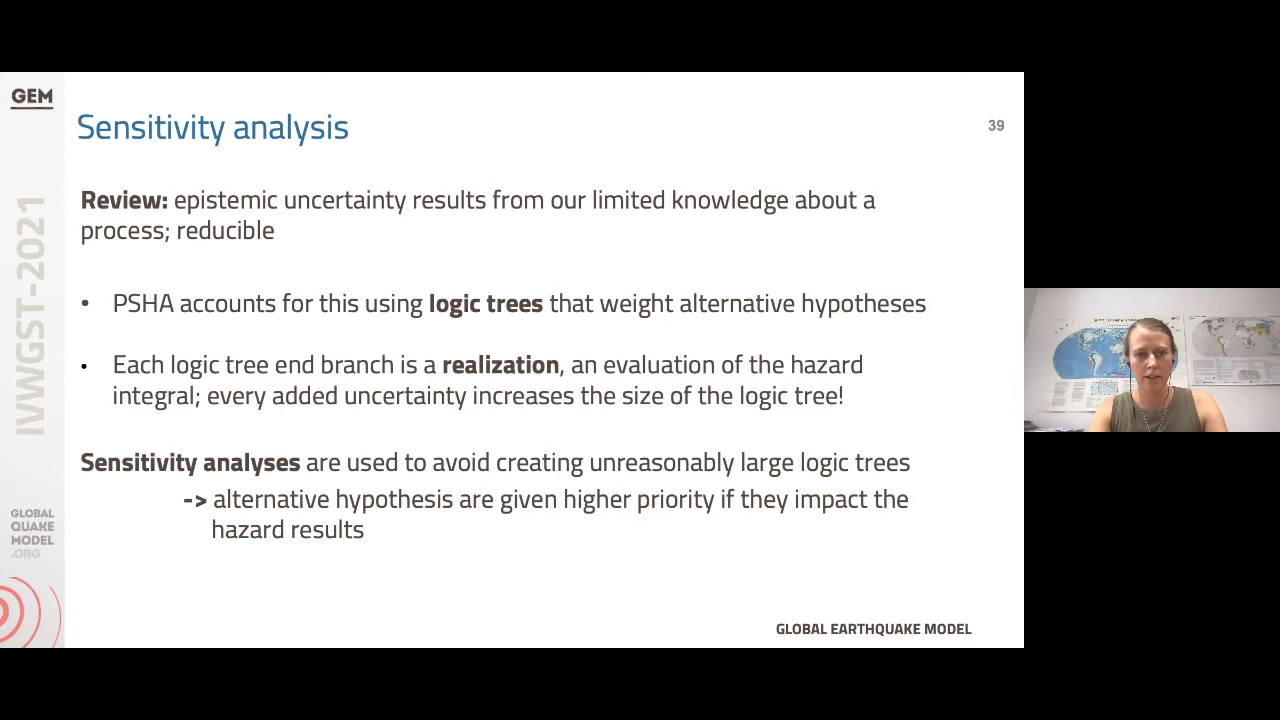 GEM
Sensitivity analysis
39
Review: epistemic uncertainty results from our limited knowledge about a
process; reducible
• PSHA accounts for this using logic trees that weight alternative hypotheses
• Each logic tree end branch is a realization, an evaluation of the hazard
integral; every added uncertainty increases the size of the logic tree!
Sensitivity analyses are used to avoid creating unreasonably large logic trees
-> alternative hypothesis are given higher priority if they impact the
hazard results
IVWGST-2021
GLOBAL
QUAKE
MODEL
.ORG
GLOBAL EARTHQUAKE MODEL